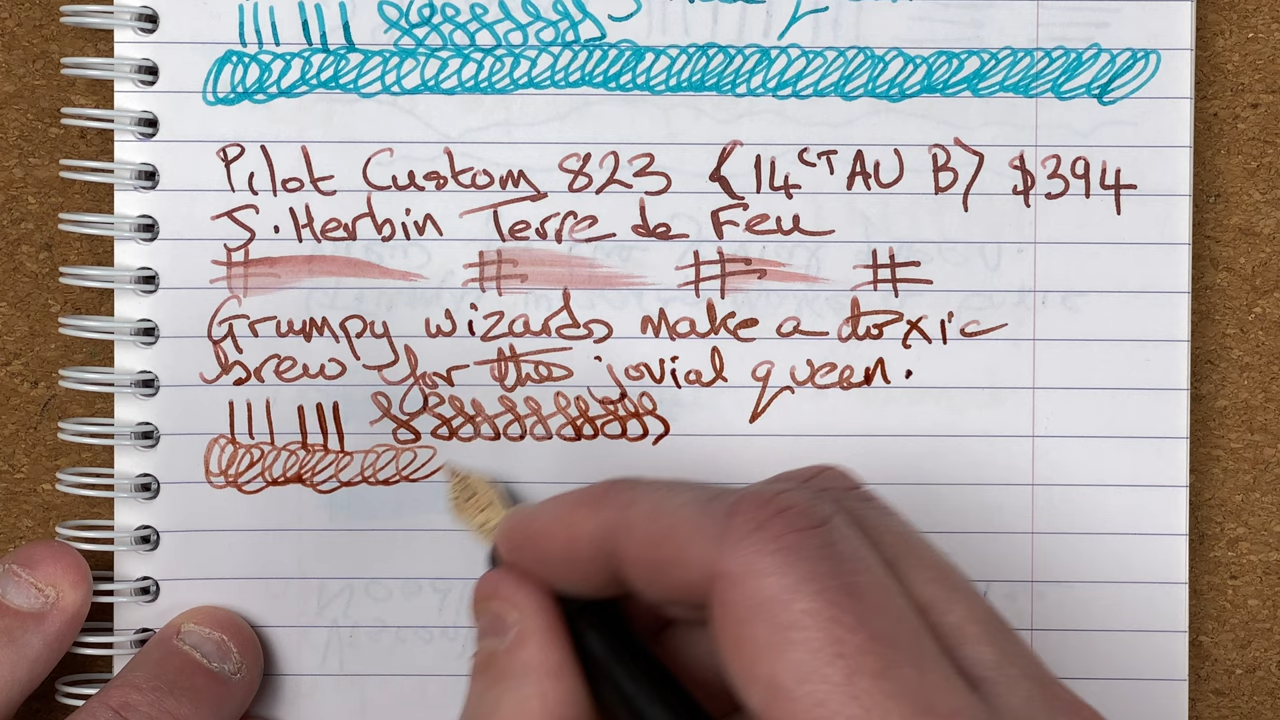 Pilot Custom 823 {14CT AU B} $394
J. Herbin Terre de Feu
# # # #
Grumpy wizards make a toxic
brew for the jovial queen.